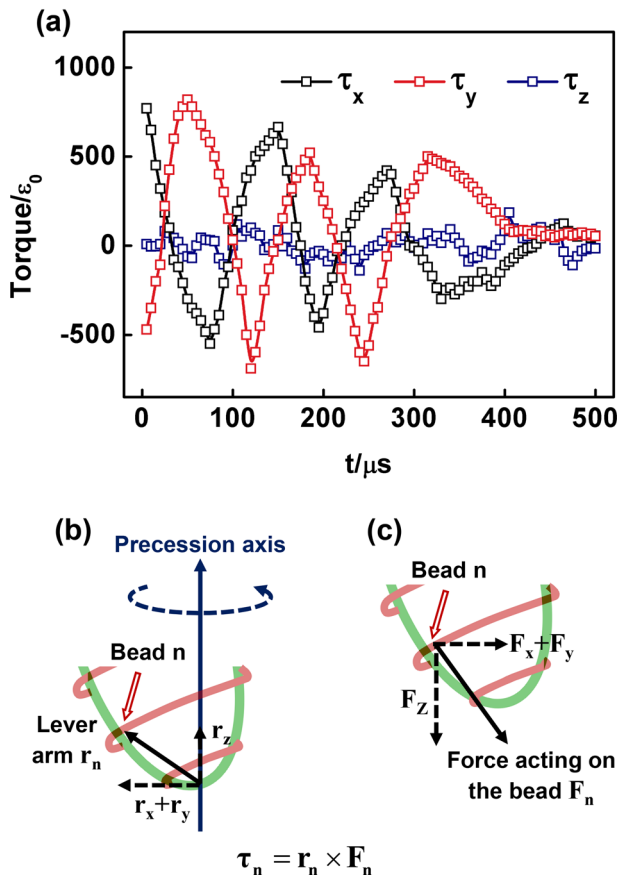 (a)
τx τy τz
1000
500
0
-500
Torque/ε0
0 100 200 300 400 500
t/μs
(b)
Precession axis
Bead n
Lever
arm rn
rz
rx+ry
(c)
Bead n
Fx+Fy
FZ
Force acting on
the bead Fn
τn = rn × Fn